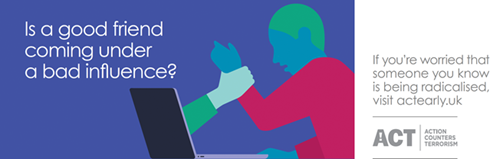 Is a good friend
coming under
a bad influence?
If you're worried that
someone you know
is being radicalised,
visit actearly.uk
ACT
ACTION
COUNTERS
TERRORISM